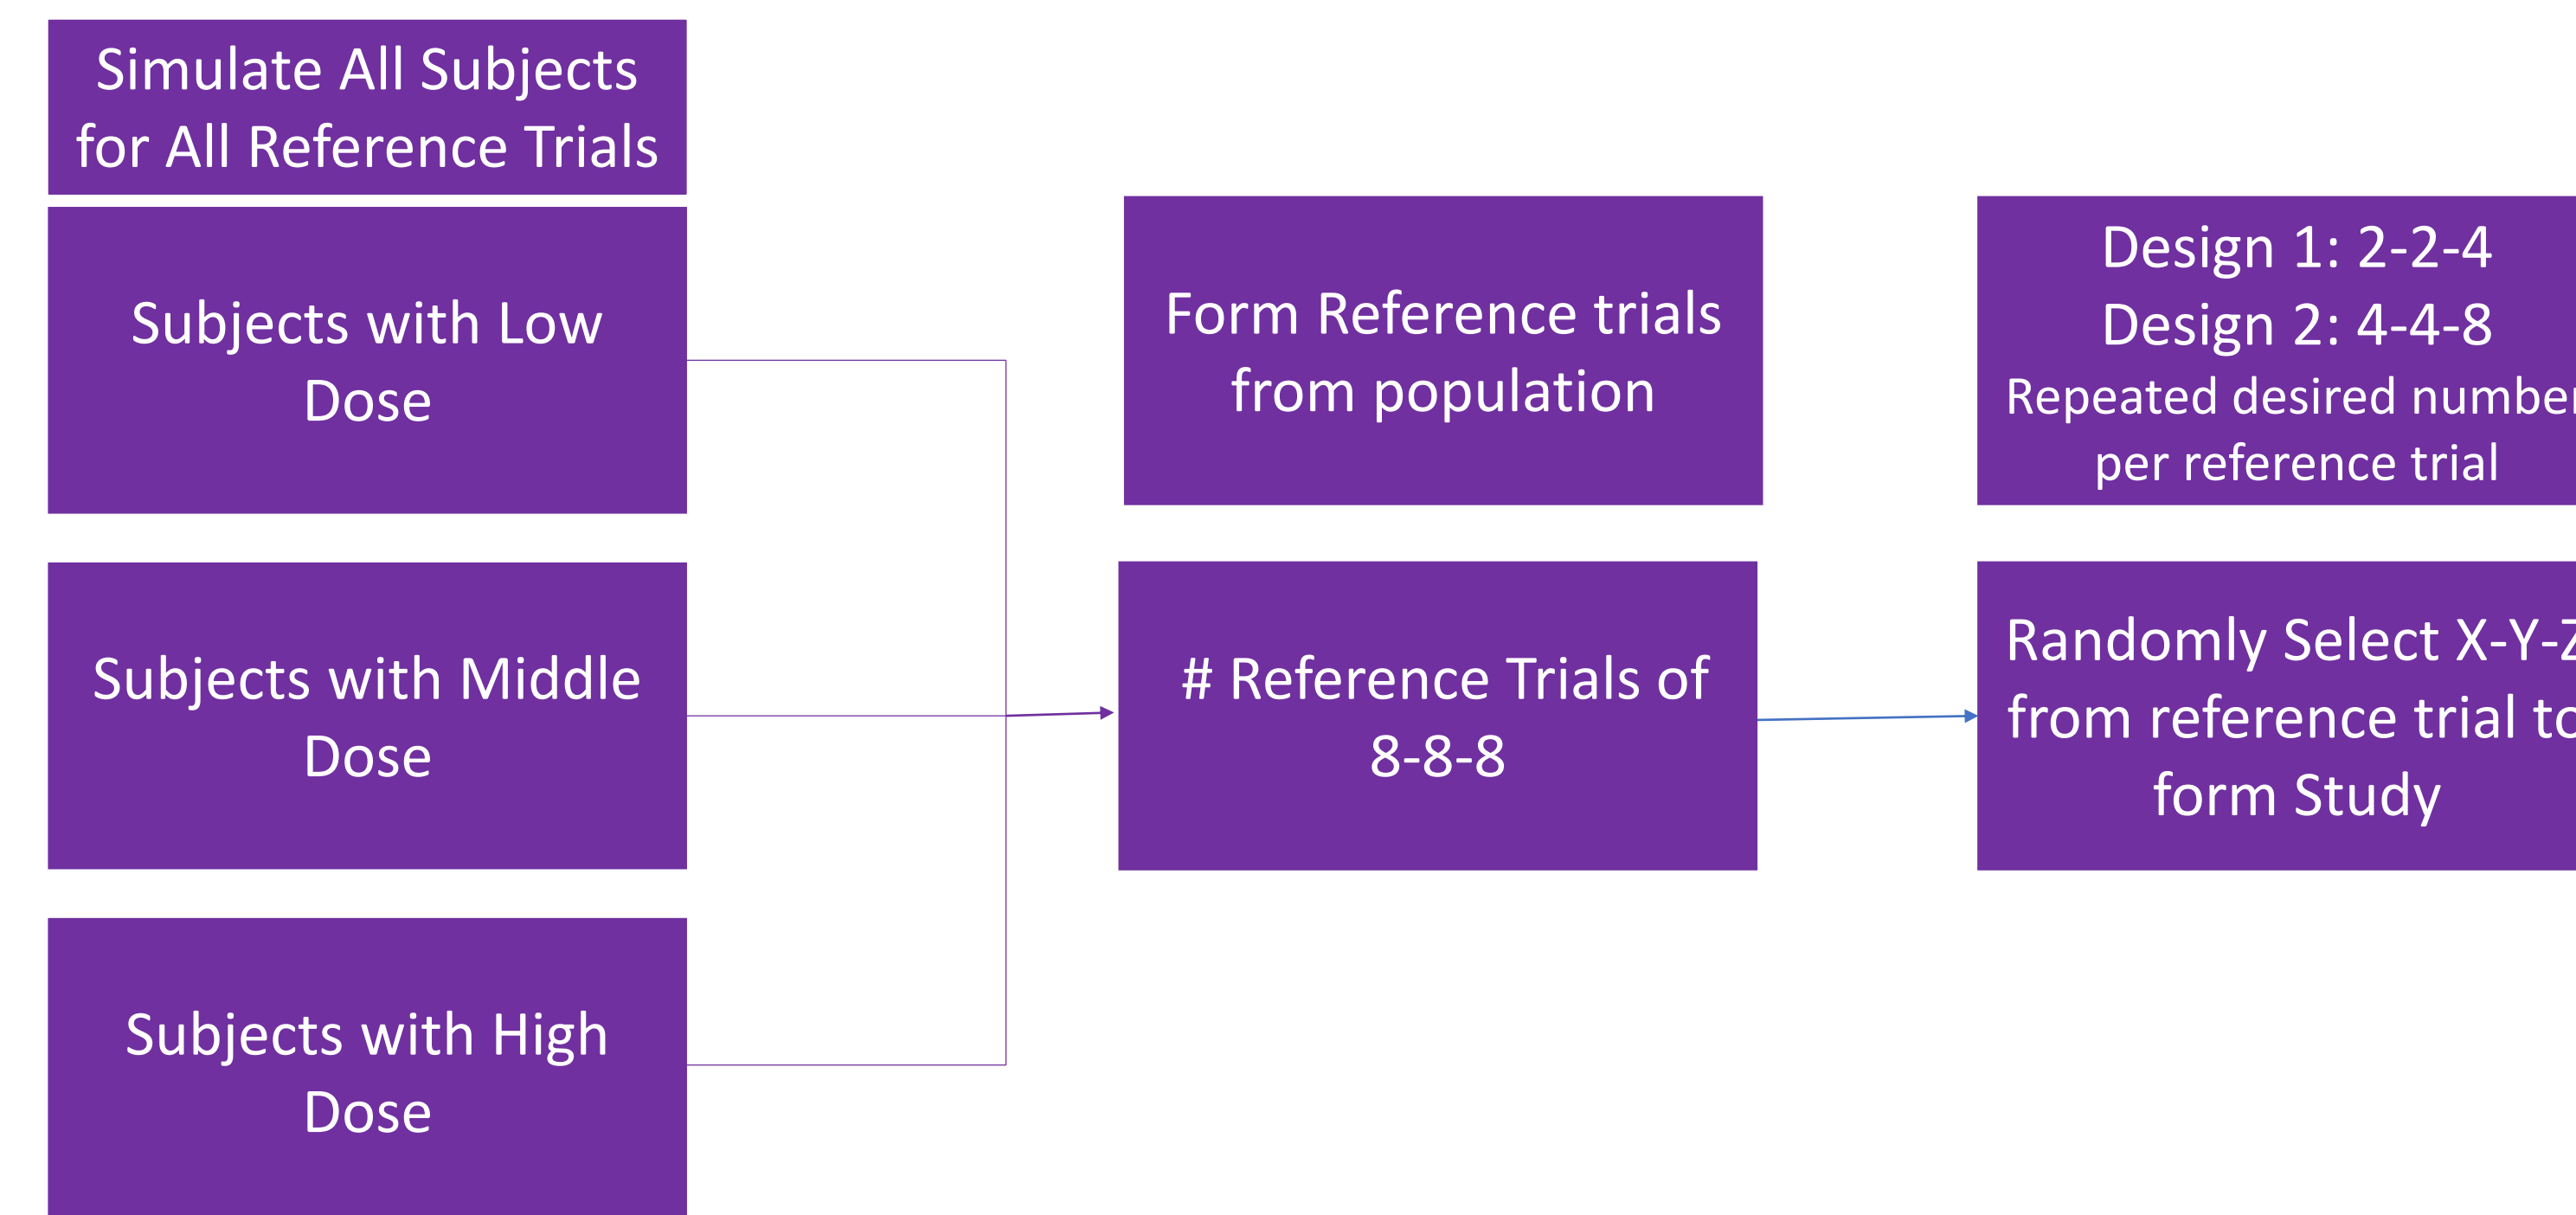 Simulate All Subjects
for All Reference Trials
Subjects with Low
Dose
Subjects with Middle
Dose
Subjects with High
Dose
Form Reference trials
from population
# Reference Trials of
8-8-8
Design 1: 2-2-4
Design 2: 4-4-8
Repeated desired number
per reference trial
Randomly Select X-Y-Z
from reference trial to
form Study